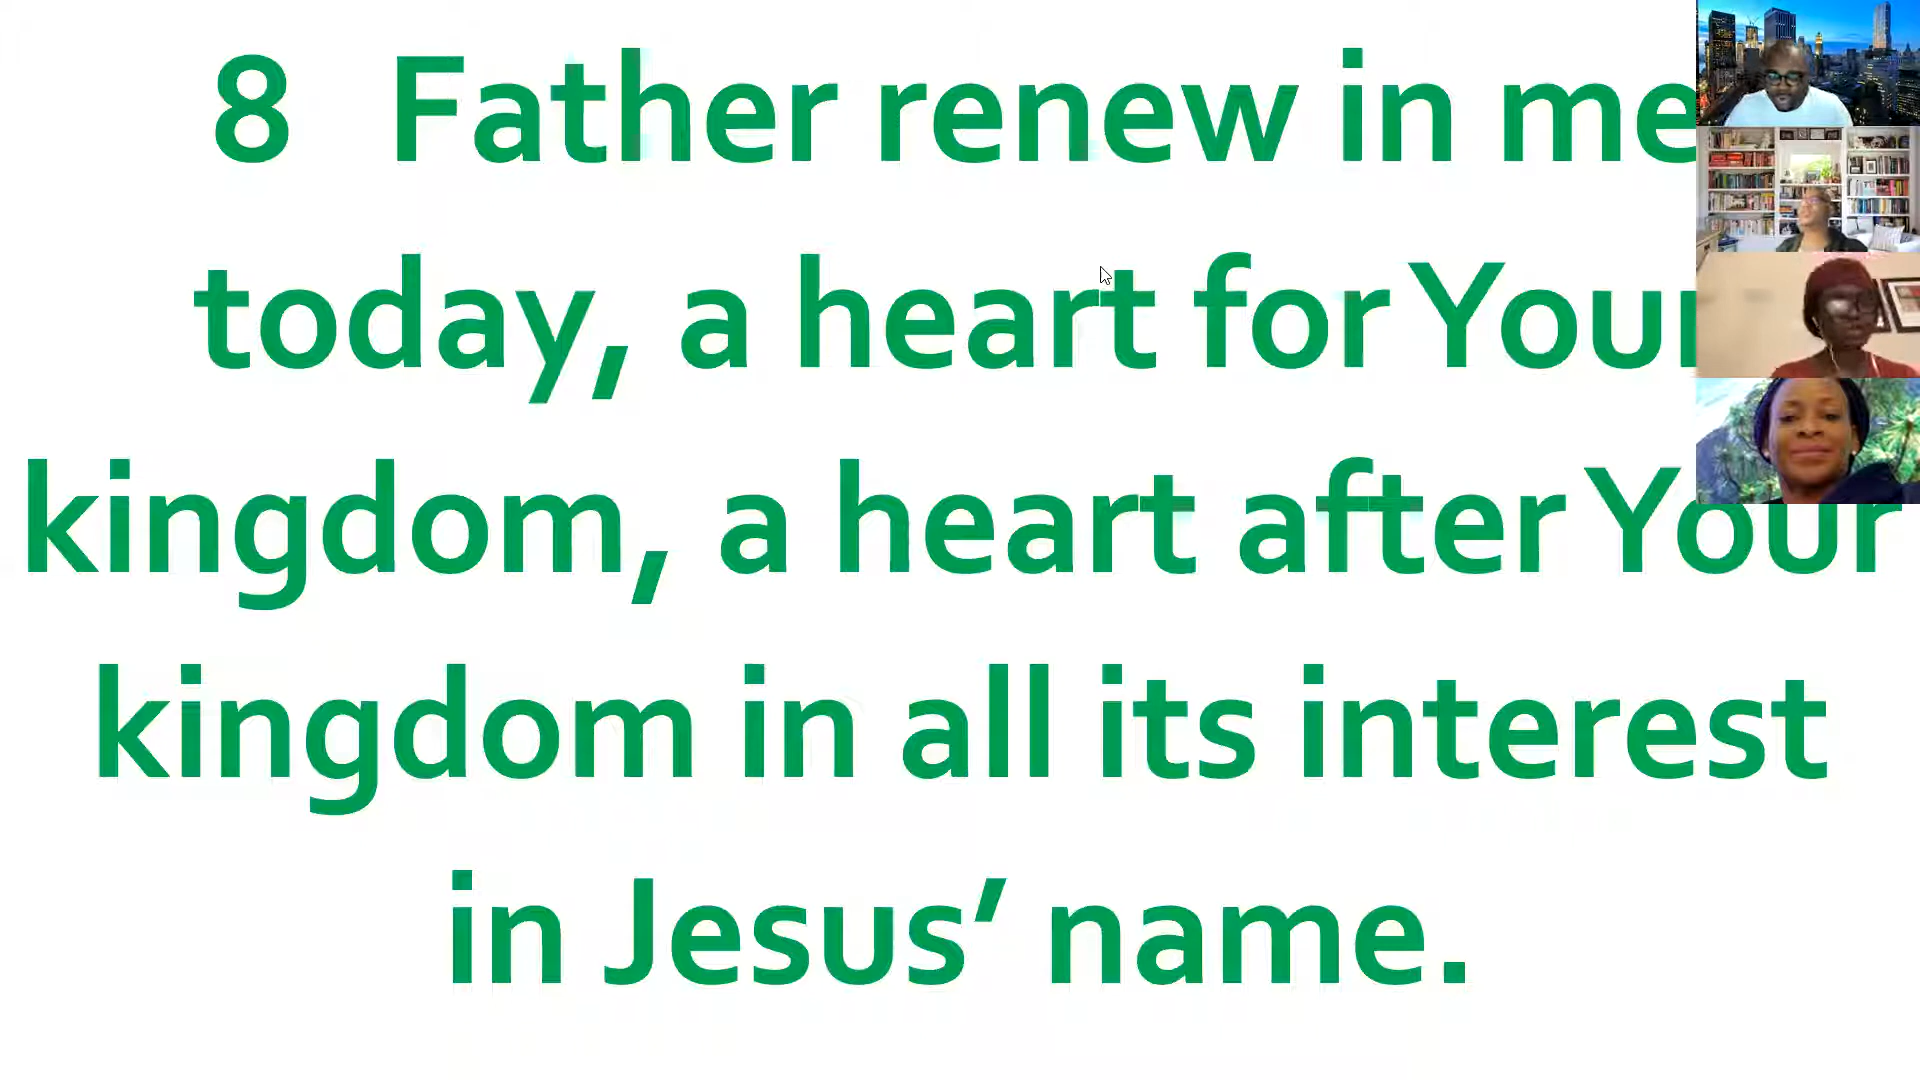 8 Father renew in me
today, a heart for Your
kingdom, a heart after Your
kingdom in all its interest
in Jesus’ name.